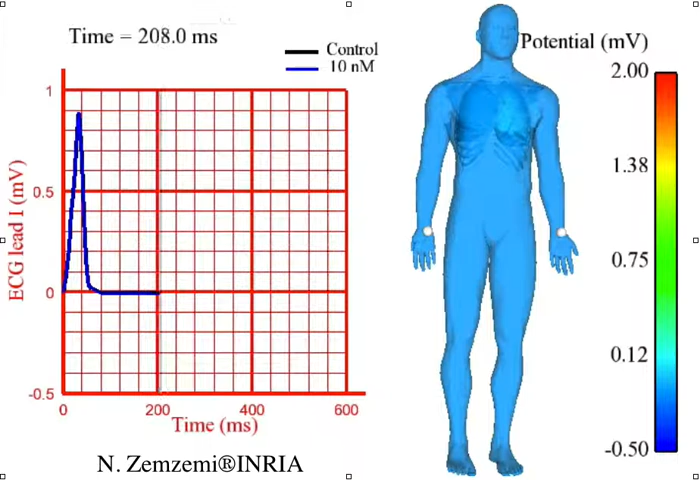 Time = 208.0 ms
Control
10 nM
1
0.5
0
-0.5
ECG lead I (mV)
0 200 400 600
Time (ms)
N. Zemzemi®INRIA
Potential (mV)
2.00
1.38
0.75
0.12
-0.50